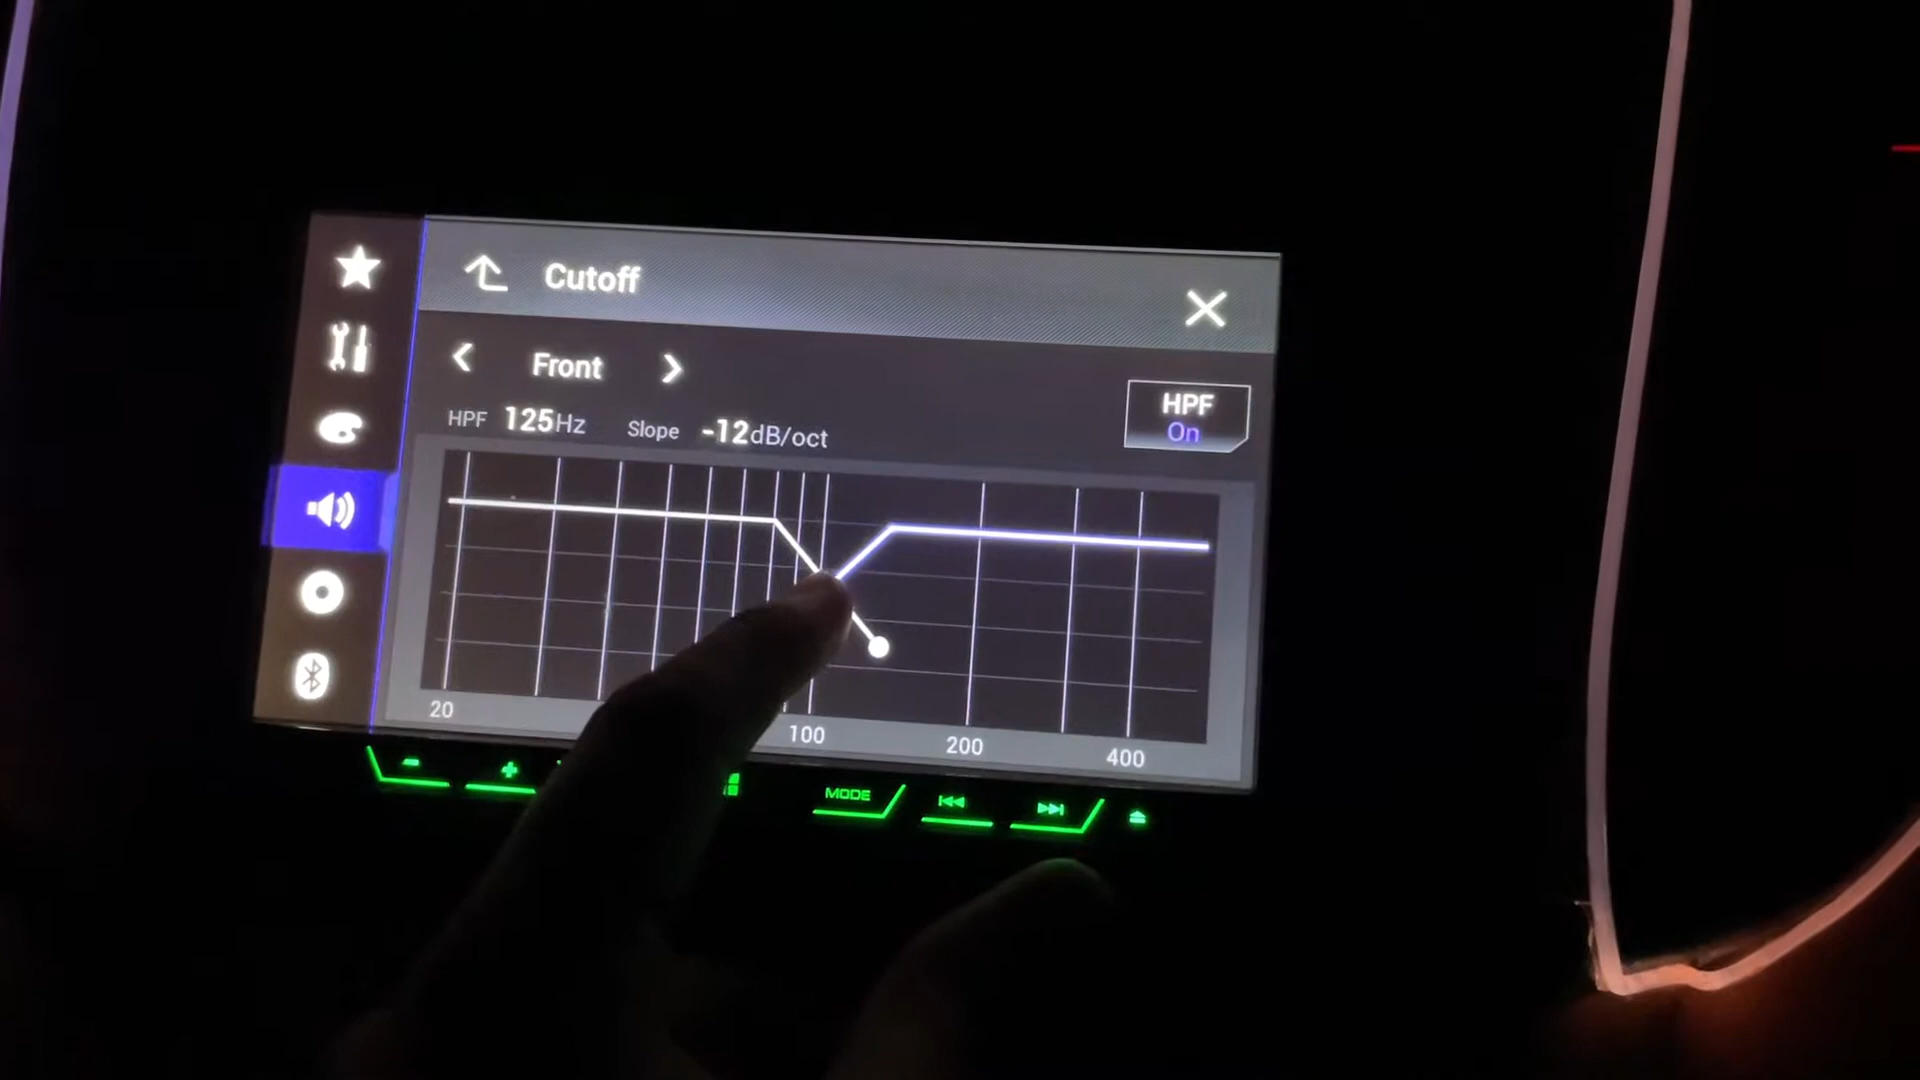 Cutoff
Front
HPF 125Hz Slope -12dB/oct
HPF
On
20 100 200 400
MODE